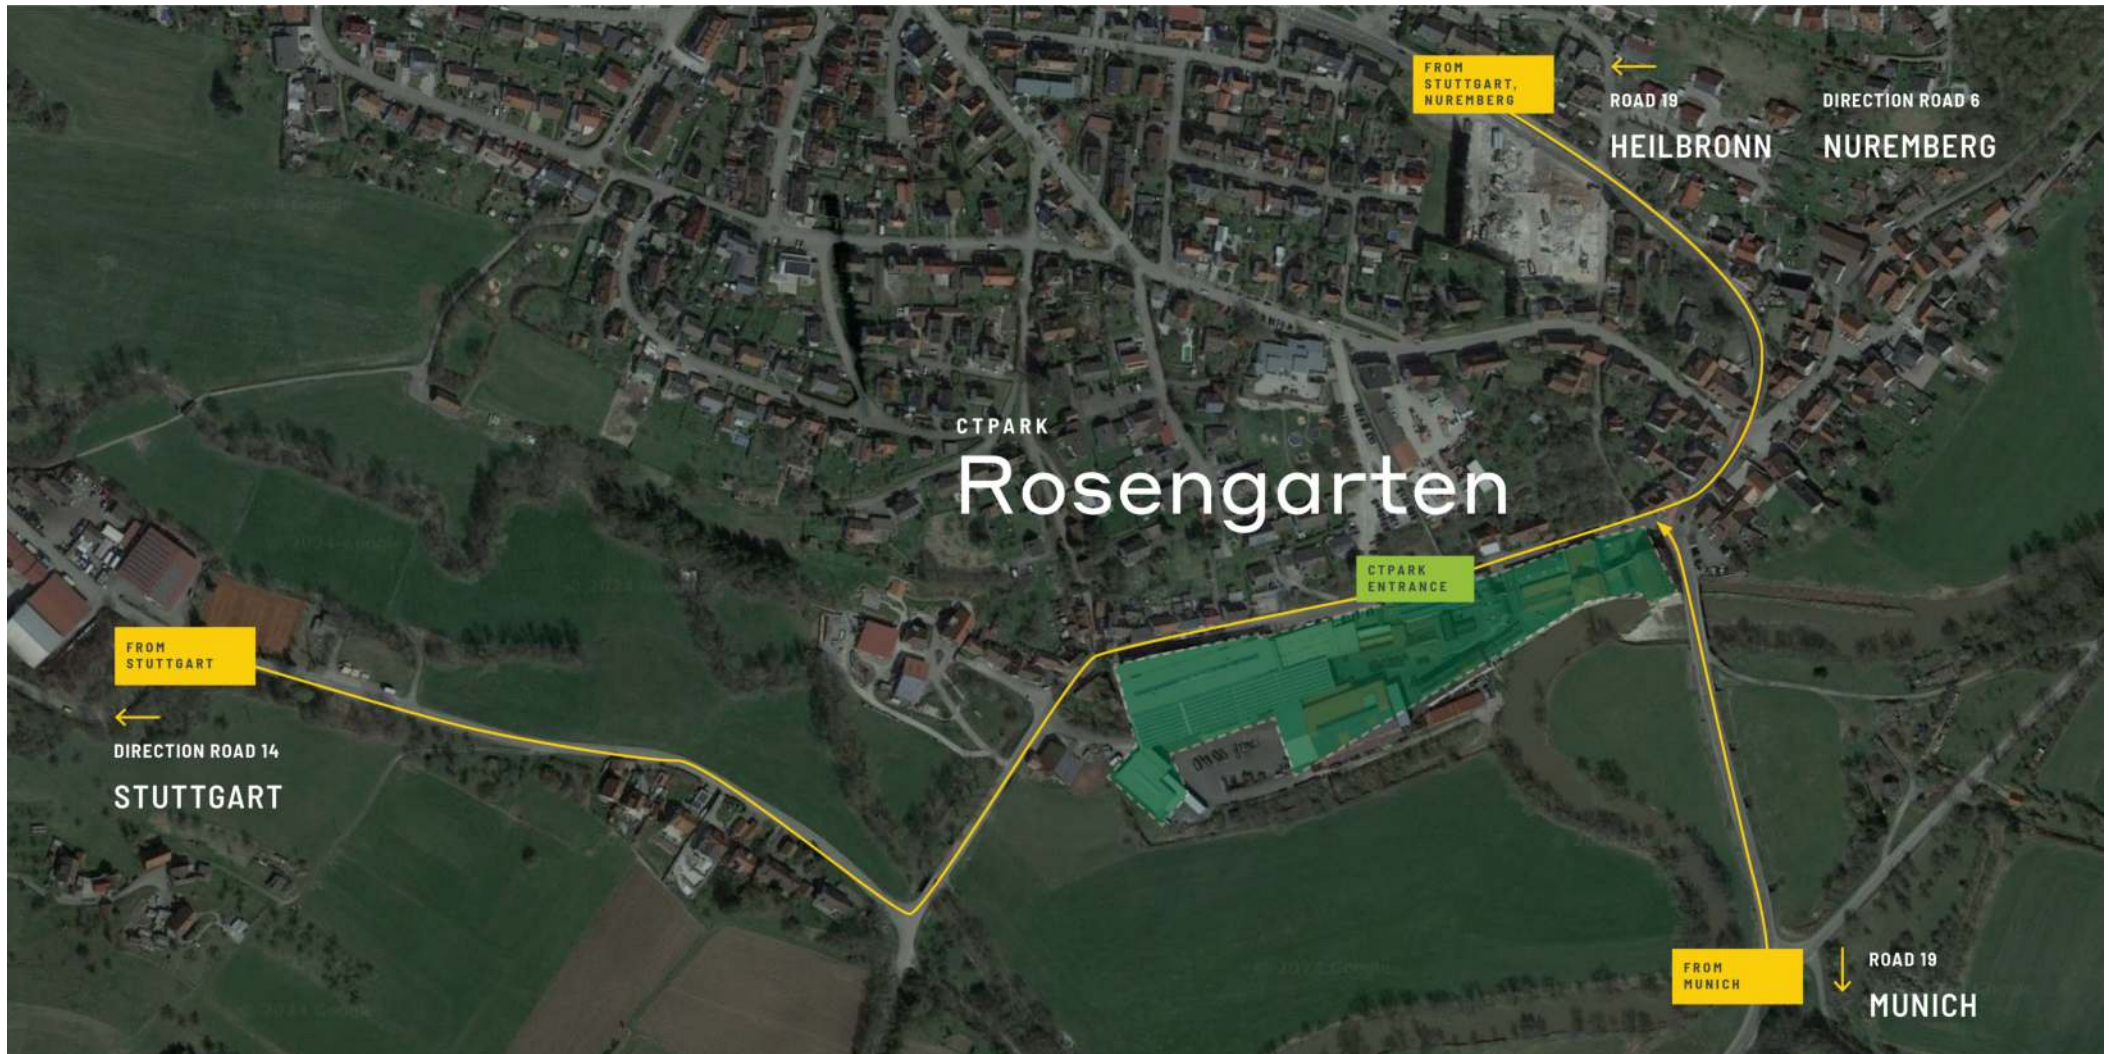 FROM
STUTTGART,
NUREMBERG
ROAD 19
HEILBRONN
DIRECTION ROAD 6
NUREMBERG
CTPARK
Rosengarten
CTPARK
ENTRANCE
FROM
STUTTGART
DIRECTION ROAD 14
STUTTGART
FROM
MUNICH
ROAD 19
MUNICH